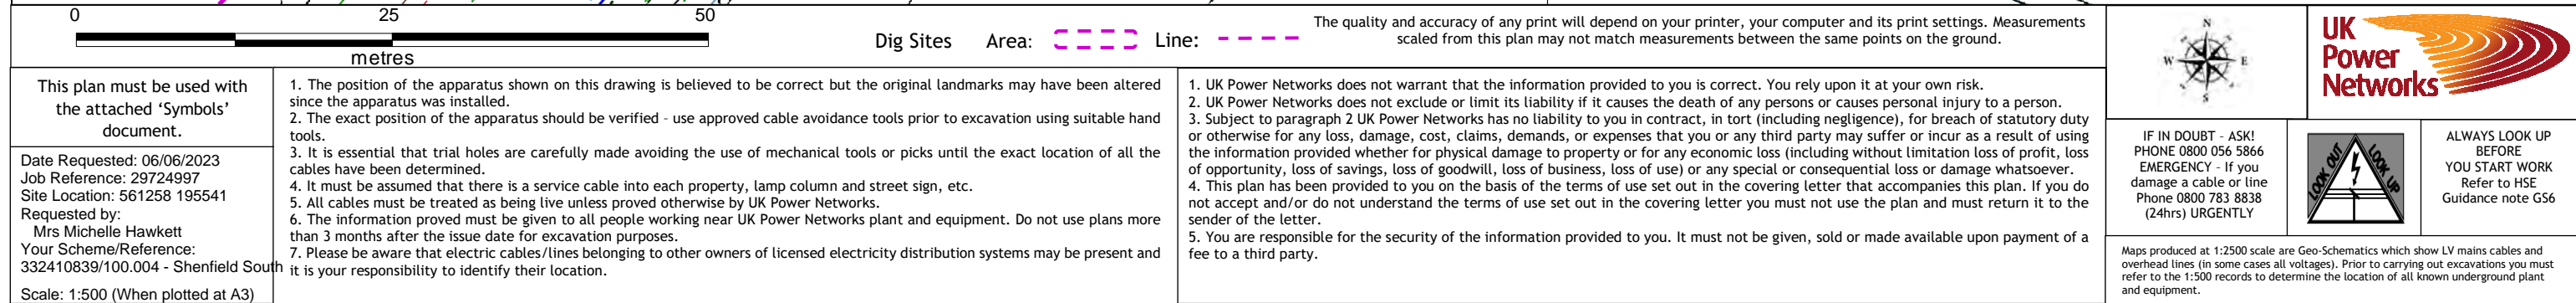 0 25 50
metres
Dig Sites Area: Line:
The quality and accuracy of any print will depend on your printer, your computer and its print settings. Measurements
scaled from this plan may not match measurements between the same points on the ground.
N
W E
S
UK
Power
Networks
This plan must be used with
the attached ‘Symbols’
document.
Date Requested: 06/06/2023
Job Reference: 29724997
Site Location: 561258 195541
Requested by:
Mrs Michelle Hawkett
Your Scheme/Reference:
332410839/100.004 - Shenfield South
Scale: 1:500 (When plotted at A3)
1. The position of the apparatus shown on this drawing is believed to be correct but the original landmarks may have been altered
since the apparatus was installed.
2. The exact position of the apparatus should be verified - use approved cable avoidance tools prior to excavation using suitable hand
tools.
3. It is essential that trial holes are carefully made avoiding the use of mechanical tools or picks until the exact location of all the
cables have been determined.
4. It must be assumed that there is a service cable into each property, lamp column and street sign, etc.
5. All cables must be treated as being live unless proved otherwise by UK Power Networks.
6. The information proved must be given to all people working near UK Power Networks plant and equipment. Do not use plans more
than 3 months after the issue date for excavation purposes.
7. Please be aware that electric cables/lines belonging to other owners of licensed electricity distribution systems may be present and
it is your responsibility to identify their location.
1. UK Power Networks does not warrant that the information provided to you is correct. You rely upon it at your own risk.
2. UK Power Networks does not exclude or limit its liability if it causes the death of any persons or causes personal injury to a person.
3. Subject to paragraph 2 UK Power Networks has no liability to you in contract, in tort (including negligence), for breach of statutory duty
or otherwise for any loss, damage, cost, claims, demands, or expenses that you or any third party may suffer or incur as a result of using
the information provided whether for physical damage to property or for any economic loss (including without limitation loss of profit, loss
of opportunity, loss of savings, loss of goodwill, loss of business, loss of use) or any special or consequential loss or damage whatsoever.
4. This plan has been provided to you on the basis of the terms of use set out in the covering letter that accompanies this plan. If you do
not accept and/or do not understand the terms of use set out in the covering letter you must not use the plan and must return it to the
sender of the letter.
5. You are responsible for the security of the information provided to you. It must not be given, sold or made available upon payment of a
fee to a third party.
IF IN DOUBT - ASK!
PHONE 0800 056 5866
EMERGENCY - If you
damage a cable or line
Phone 0800 783 8838
(24hrs) URGENTLY
LOOK OUT
LOOK UP
ALWAYS LOOK UP
BEFORE
YOU START WORK
Refer to HSE
Guidance note GS6
Maps produced at 1:2500 scale are Geo-Schematics which show LV mains cables and
overhead lines (in some cases all voltages). Prior to carrying out excavations you must
refer to the 1:500 records to determine the location of all known underground plant
and equipment.